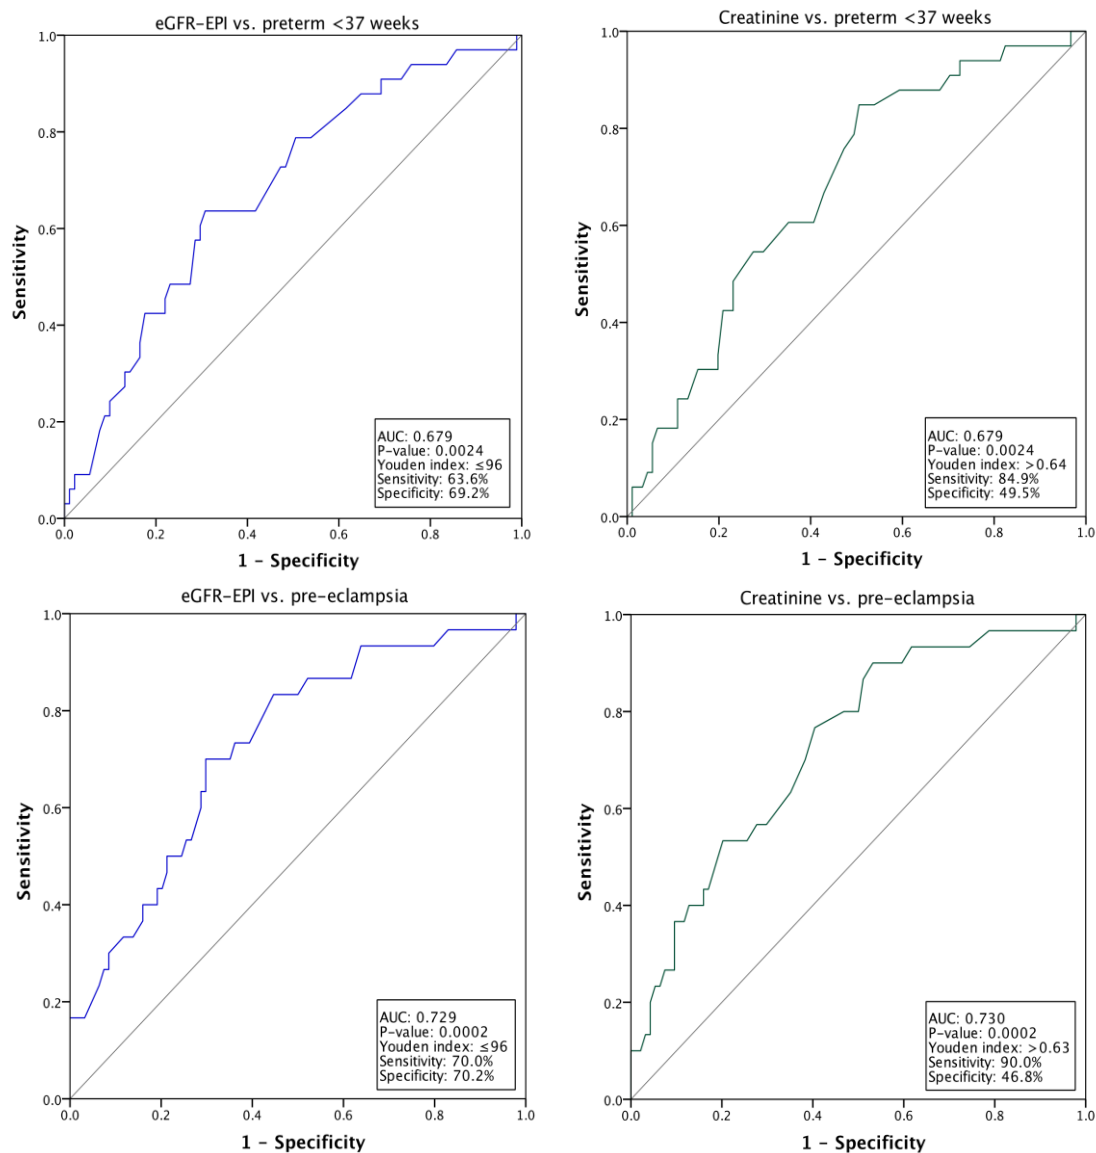 eGFR-EPI vs. preterm <37 weeks
1.0
0.8
0.6
0.4
0.2
0.0
Sensitivity
AUC: 0.679
P-value: 0.0024
Youden index: ≤96
Sensitivity: 63.6%
Specificity: 69.2%
0.0 0.2 0.4 0.6 0.8 1.0
1 - Specificity
Creatinine vs. preterm <37 weeks
1.0
0.8
0.6
0.4
0.2
0.0
Sensitivity
AUC: 0.679
P-value: 0.0024
Youden index: >0.64
Sensitivity: 84.9%
Specificity: 49.5%
0.0 0.2 0.4 0.6 0.8 1.0
1 - Specificity
eGFR-EPI vs. pre-eclampsia
1.0
0.8
0.6
0.4
0.2
0.0
Sensitivity
AUC: 0.729
P-value: 0.0002
Youden index: ≤96
Sensitivity: 70.0%
Specificity: 70.2%
0.0 0.2 0.4 0.6 0.8 1.0
1 - Specificity
Creatinine vs. pre-eclampsia
1.0
0.8
0.6
0.4
0.2
0.0
Sensitivity
AUC: 0.730
P-value: 0.0002
Youden index: >0.63
Sensitivity: 90.0%
Specificity: 46.8%
0.0 0.2 0.4 0.6 0.8 1.0
1 - Specificity